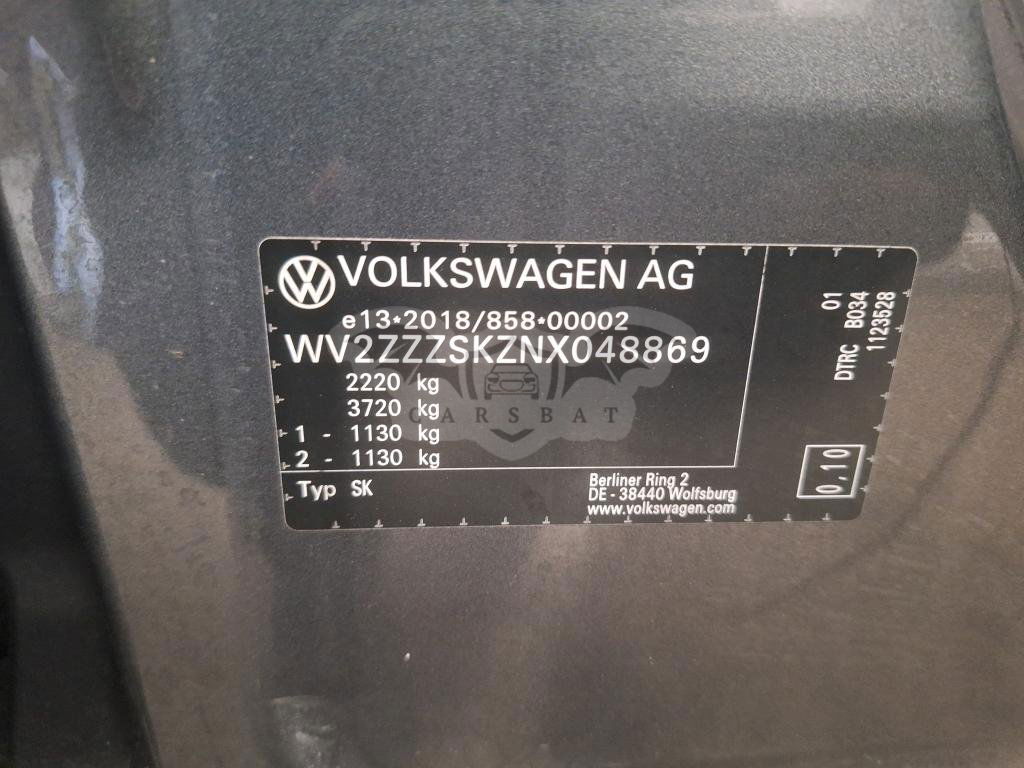 VOLKSWAGEN AG
e13*2018/858*00002
WV2ZZZSKZNX048869
2220 kg
3720 kg
1 - 1130 kg
2 - 1130 kg
Typ SK
Berliner Ring 2
DE - 38440 Wolfsburg
www.volkswagen.com
01
DTRC B034
1123528
0,10
CARSBAT